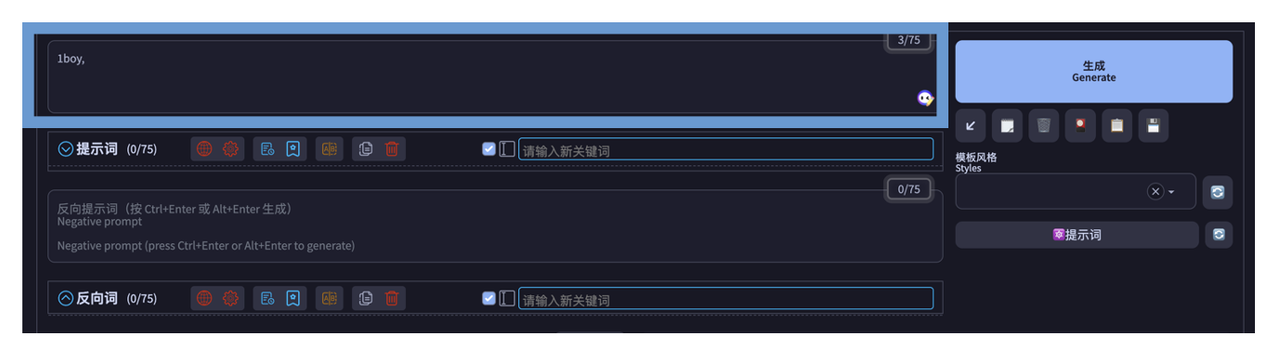 3/75
1boy,
生成
Generate
提示词 (0/75)
请输入新关键词
模板风格
Styles
0/75
反向提示词（按 Ctrl+Enter 或 Alt+Enter 生成）
Negative prompt
Negative prompt (press Ctrl+Enter or Alt+Enter to generate)
提示词
反向词 (0/75)
请输入新关键词